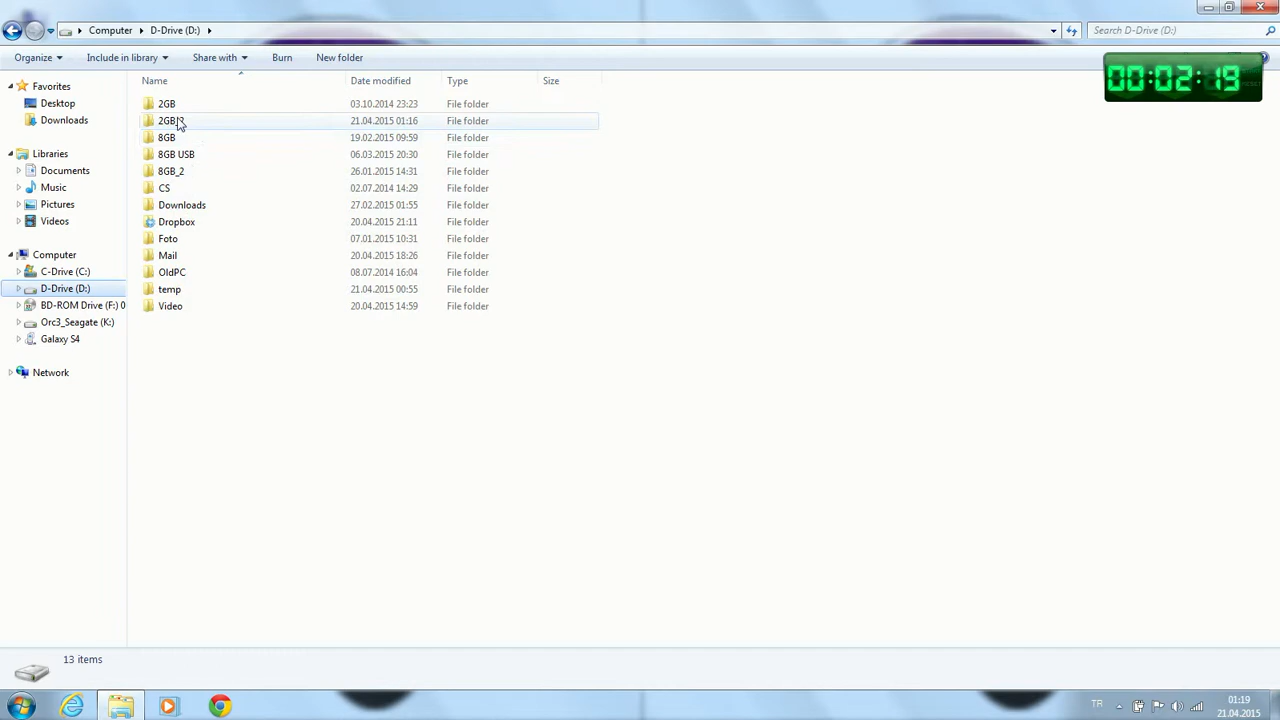 Computer D-Drive (D:) Search D-Drive (D:)
Organize Include in library Share with Burn New folder
00:02:19
Name Date modified Type Size
Favorites
Desktop
Downloads
Libraries
Documents
Music
Pictures
Videos
Computer
C-Drive (C:)
D-Drive (D:)
BD-ROM Drive (F:) 0
Orc3_Seagate (K:)
Galaxy S4
Network
2GB 03.10.2014 23:23 File folder
21.04.2015 01:16 File folder
8GB 19.02.2015 09:59 File folder
8GB USB 06.03.2015 20:30 File folder
8GB_2 26.01.2015 14:31 File folder
CS 02.07.2014 14:29 File folder
Downloads 27.02.2015 01:55 File folder
Dropbox 20.04.2015 21:11 File folder
Foto 07.01.2015 10:31 File folder
Mail 20.04.2015 18:26 File folder
OldPC 08.07.2014 16:04 File folder
temp 21.04.2015 00:55 File folder
Video 20.04.2015 14:59 File folder
13 items
TR
01:19
21.04.2015